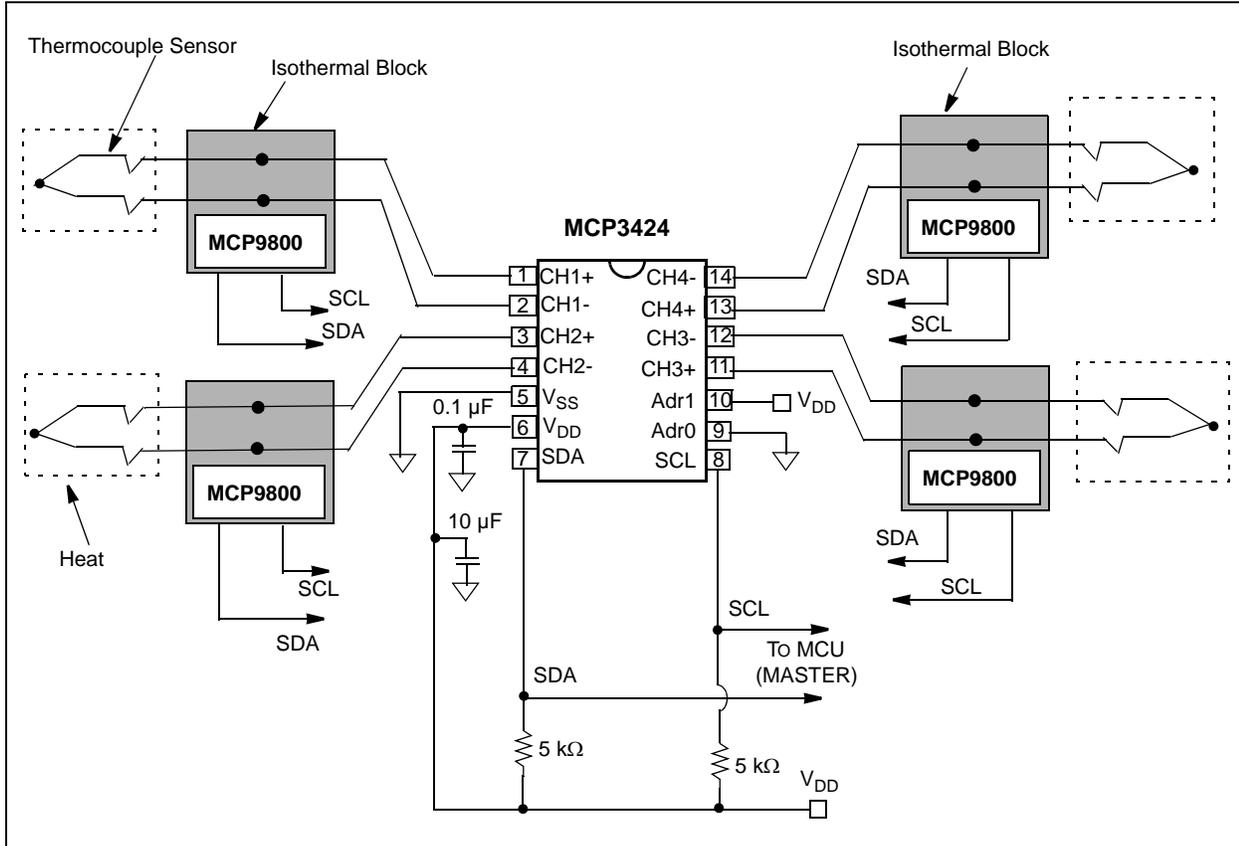 Thermocouple Sensor
Isothermal Block
Isothermal Block
MCP9800
MCP9800
SCL
SDA
SDA
SCL
MCP3424
1 CH1+ CH4- 14
2 CH1- CH4+ 13
3 CH2+ CH3- 12
4 CH2- CH3+ 11
5 VSS Adr1 10 VDD
6 VDD Adr0 9
7 SDA SCL 8
0.1 µF
10 µF
MCP9800
MCP9800
Heat
SCL
SDA
SDA
SCL
SCL
To MCU
(MASTER)
SDA
5 kΩ
5 kΩ
VDD